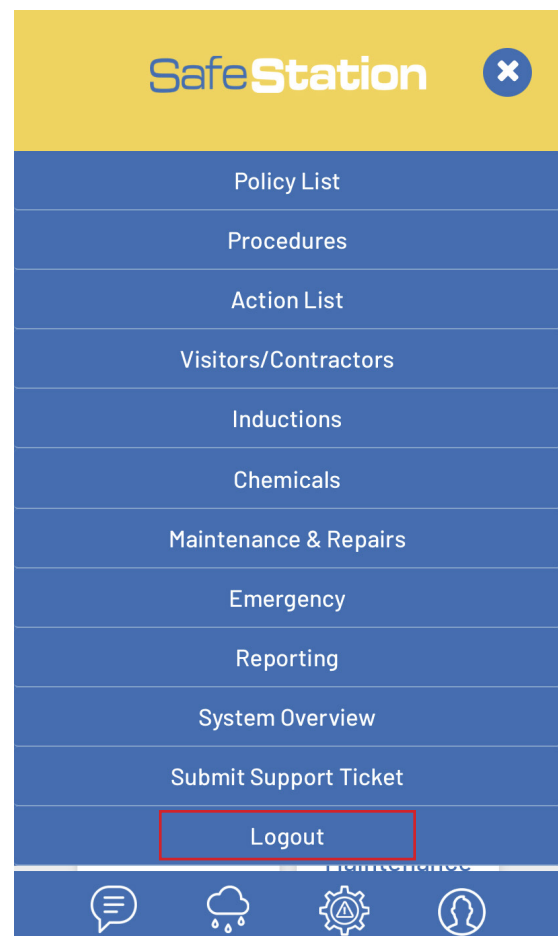 SafeStation
Policy List
Procedures
Action List
Visitors/Contractors
Inductions
Chemicals
Maintenance & Repairs
Emergency
Reporting
System Overview
Submit Support Ticket
Logout
Maintenance